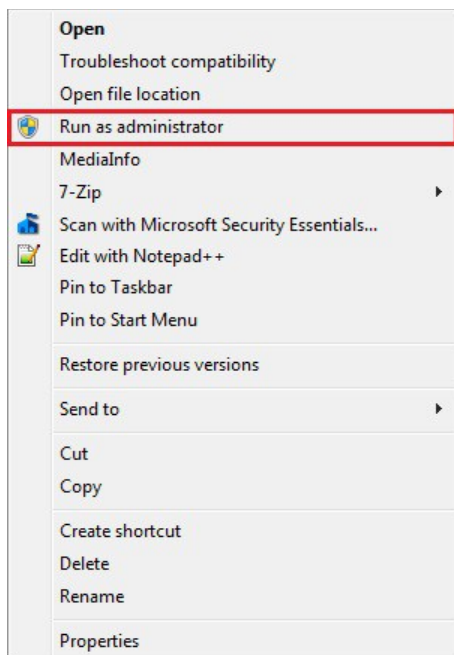 Open
Troubleshoot compatibility
Open file location
Run as administrator
MediaInfo
7-Zip
Scan with Microsoft Security Essentials...
Edit with Notepad++
Pin to Taskbar
Pin to Start Menu
Restore previous versions
Send to
Cut
Copy
Create shortcut
Delete
Rename
Properties